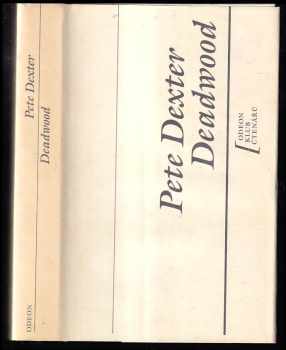 Pete Dexter
Deadwood
ODEON
KLUB
ČTENÁŘŮ
Pete Dexter
Deadwood
ODEON